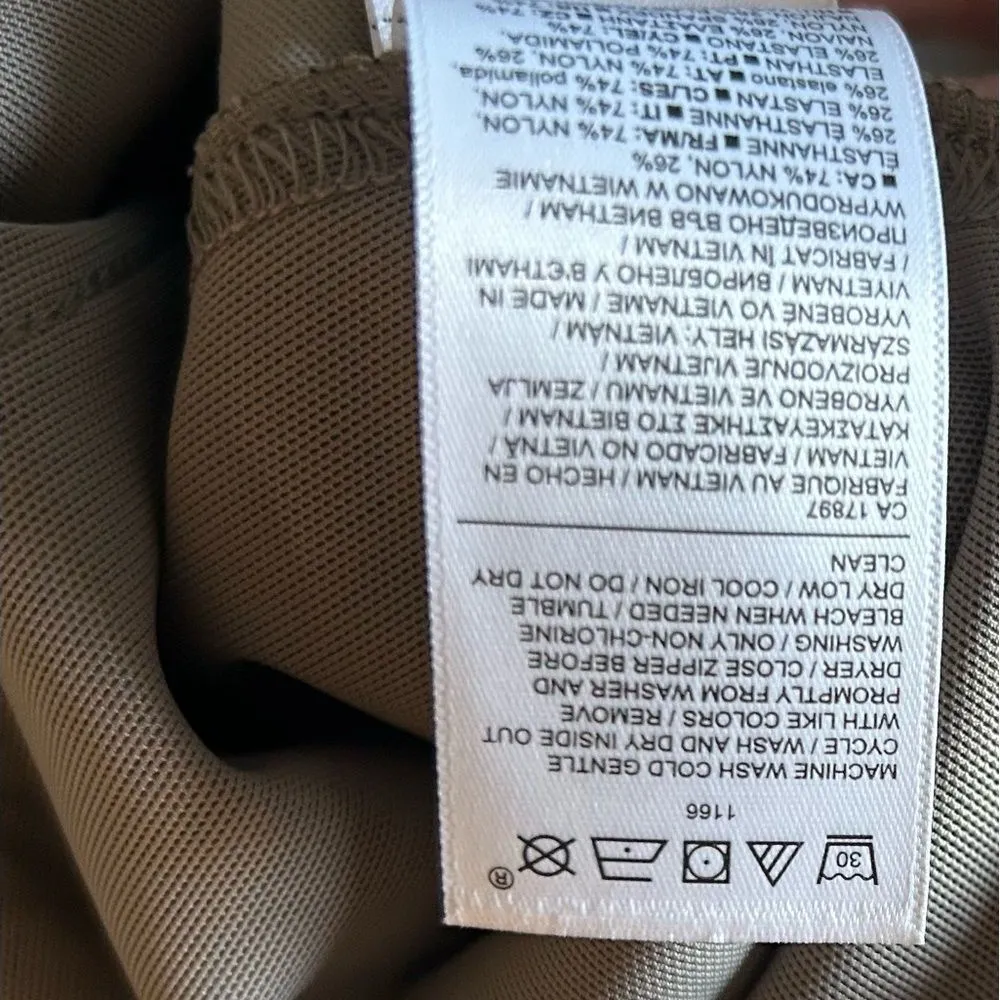 30 ®
1166
MACHINE WASH COLD GENTLE
CYCLE / WASH AND DRY INSIDE OUT
WITH LIKE COLORS / REMOVE
PROMPTLY FROM WASHER AND
DRYER / CLOSE ZIPPER BEFORE
WASHING / ONLY NON-CHLORINE
BLEACH WHEN NEEDED / TUMBLE
DRY LOW / COOL IRON / DO NOT DRY
CLEAN
CA 17897
FABRIQUE AU VIETNAM / HECHO EN
VIETNAM / FABRICADO NO VIETNÃ /
ΚΑΤΑΣΚΕΥΑΣΤΗΚΕ ΣΤΟ ΒΙΕΤΝΑΜ /
VYROBENO VE VIETNAMU / ZEMLJA
PROIZVODNJE VIJETNAM /
SZÁRMAZÁSI HELY: VIETNAM /
VYROBENÉ VO VIETNAME / MADE IN
VIYETNAM / ВИРОБЛЕНО У В'ЄТНАМІ
/ FABRICAT ÎN VIETNAM /
ПРОИЗВЕДЕНО ВЪВ ВИЕТНАМ /
WYPRODUKOWANO W WIETNAMIE
■ CA: 74% NYLON, 26%
ELASTHANNE ■ FR/MA: 74% NYLON,
26% ELASTHANNE ■ IT: 74% NYLON,
26% ELASTAN ■ CL/ES: 74% poliamida,
26% elastano ■ AT: 74% NYLON, 26%
ELASTHAN ■ PT: 74% POLIAMIDA,
26% ELASTANO ■ CY/EL: 74%
ΝΑΙΛΟΝ, 26%